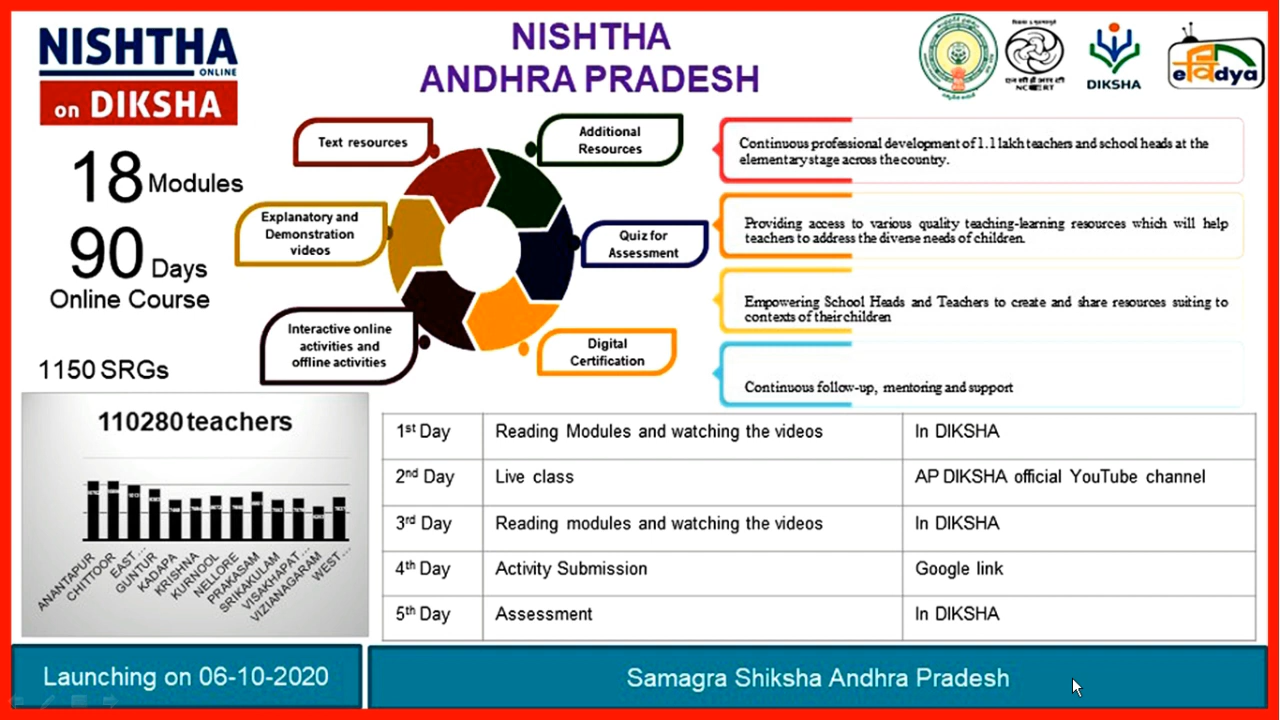 NISHTHA
ONLINE
on DIKSHA
NISHTHA
ANDHRA PRADESH
NCERT
DIKSHA
18 Modules
90 Days
Online Course
1150 SRGs
Text resources
Additional
Resources
Explanatory and
Demonstration
videos
Quiz for
Assessment
Interactive online
activities and
offline activities
Digital
Certification
Continuous professional development of 1.1 lakh teachers and school heads at the
elementary stage across the country.
Providing access to various quality teaching-learning resources which will help
teachers to address the diverse needs of children.
Empowering School Heads and Teachers to create and share resources suiting to
contexts of their children
Continuous follow-up, mentoring and support
110280 teachers
ANANTAPUR
CHITTOOR
EAST...
GUNTUR
KADAPA
KRISHNA
KURNOOL
NELLORE
PRAKASAM
SRIKAKULAM
VISAKHAPAT...
VIZIANAGARAM
WEST...
1st Day Reading Modules and watching the videos In DIKSHA
2nd Day Live class AP DIKSHA official YouTube channel
3rd Day Reading modules and watching the videos In DIKSHA
4th Day Activity Submission Google link
5th Day Assessment In DIKSHA
Launching on 06-10-2020
Samagra Shiksha Andhra Pradesh